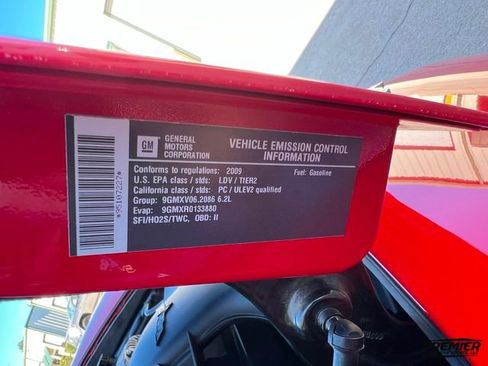 *95107227*
GM
GENERAL
MOTORS
CORPORATION
VEHICLE EMISSION CONTROL
INFORMATION
Conforms to regulations: 2009 Fuel: Gasoline
U.S. EPA class / stds: LDV / TIER2
California class / stds: PC / ULEV2 qualified
Group: 9GMXV06.2086 6.2L
Evap: 9GMXR0133880
SFI/HO2S/TWC, OBD: II
PREMIER